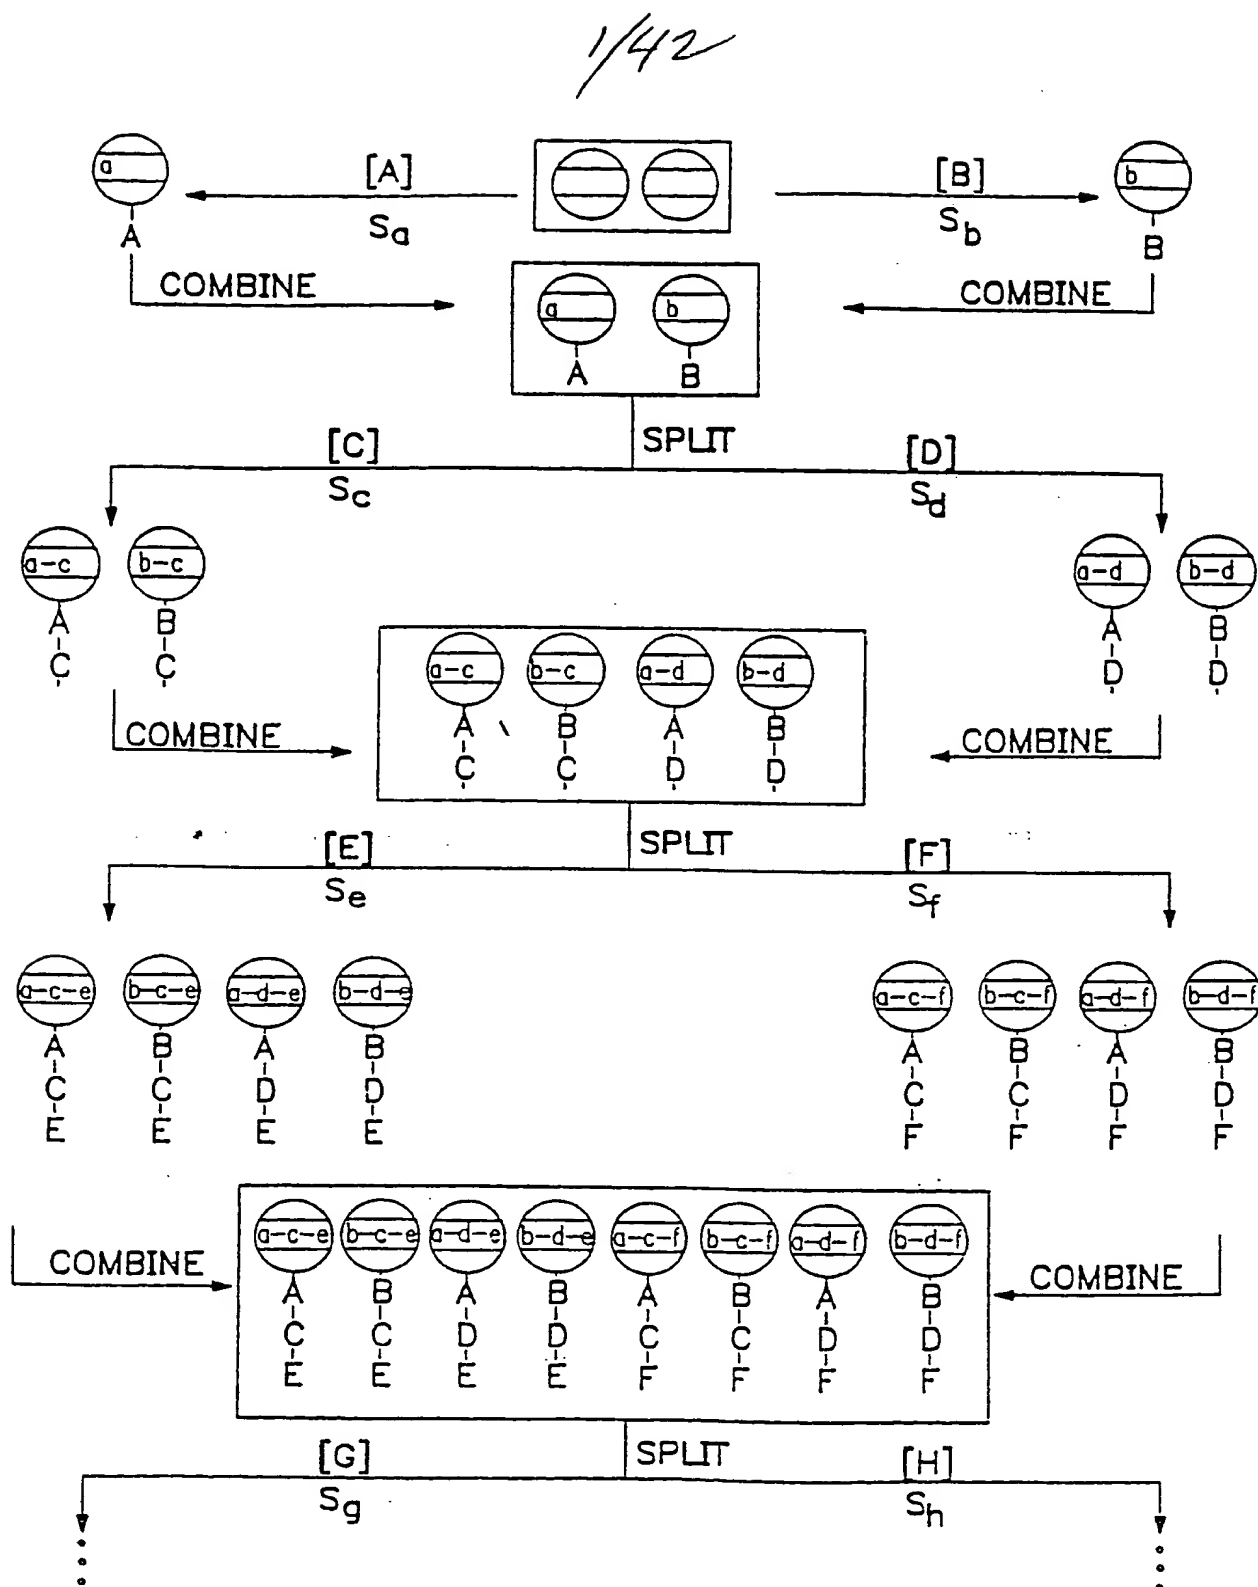 1/42
a [A] [B] b
Sa Sb
A B
COMBINE COMBINE
a b
A B
[C] SPLIT [D]
Sc Sd
a-c b-c a-d b-d
A B A B
C C D D
a-c b-c a-d b-d
A B A B
C C D D
COMBINE COMBINE
[E] SPLIT [F]
Se Sf
a-c-e b-c-e a-d-e b-d-e a-c-f b-c-f a-d-f b-d-f
A B A B A B A B
C C D D C C D D
E E E E F F F F
a-c-e b-c-e a-d-e b-d-e a-c-f b-c-f a-d-f b-d-f
COMBINE COMBINE
A B A B A B A B
C C D D C C D D
E E E E F F F F
[G] SPLIT [H]
Sg Sh